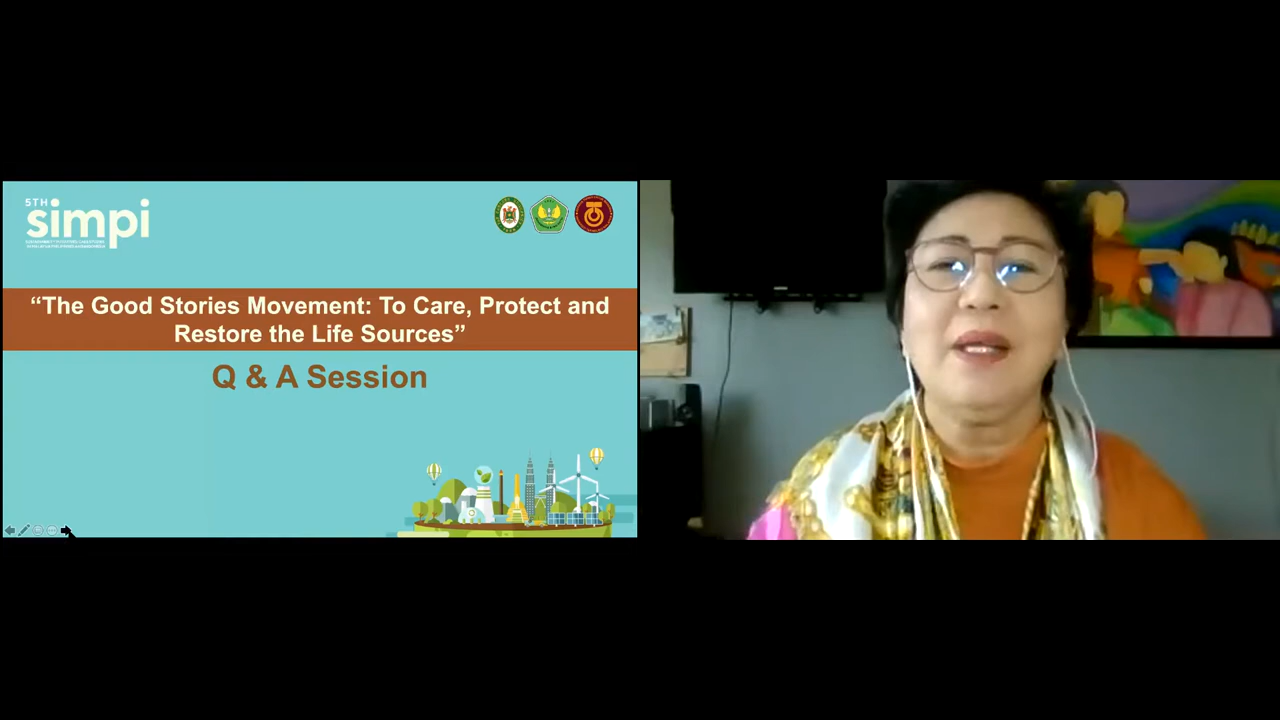 5TH
simpi
“The Good Stories Movement: To Care, Protect and
Restore the Life Sources”
Q & A Session